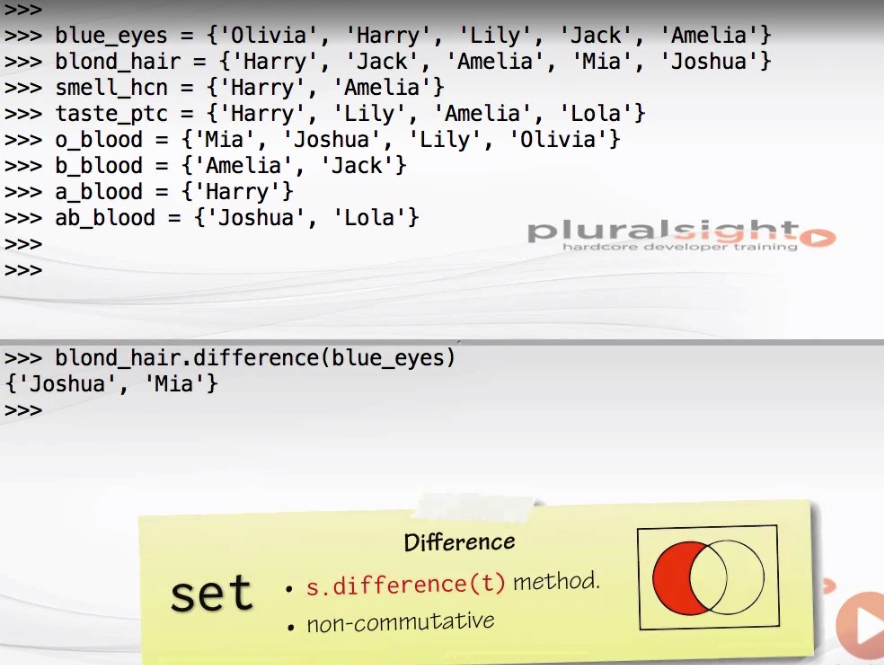 >>>
>>> blue_eyes = {'Olivia', 'Harry', 'Lily', 'Jack', 'Amelia'}
>>> blond_hair = {'Harry', 'Jack', 'Amelia', 'Mia', 'Joshua'}
>>> smell_hcn = {'Harry', 'Amelia'}
>>> taste_ptc = {'Harry', 'Lily', 'Amelia', 'Lola'}
>>> o_blood = {'Mia', 'Joshua', 'Lily', 'Olivia'}
>>> b_blood = {'Amelia', 'Jack'}
>>> a_blood = {'Harry'}
>>> ab_blood = {'Joshua', 'Lola'}
>>>
>>>
pluralsight
hardcore developer training
>>> blond_hair.difference(blue_eyes)
{'Joshua', 'Mia'}
>>>
Difference
set
• s.difference(t) method.
• non-commutative